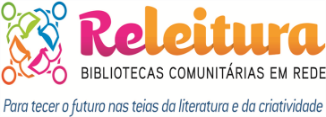 Releitura
BIBLIOTECAS COMUNITÁRIAS EM REDE
Para tecer o futuro nas teias da literatura e da criatividade